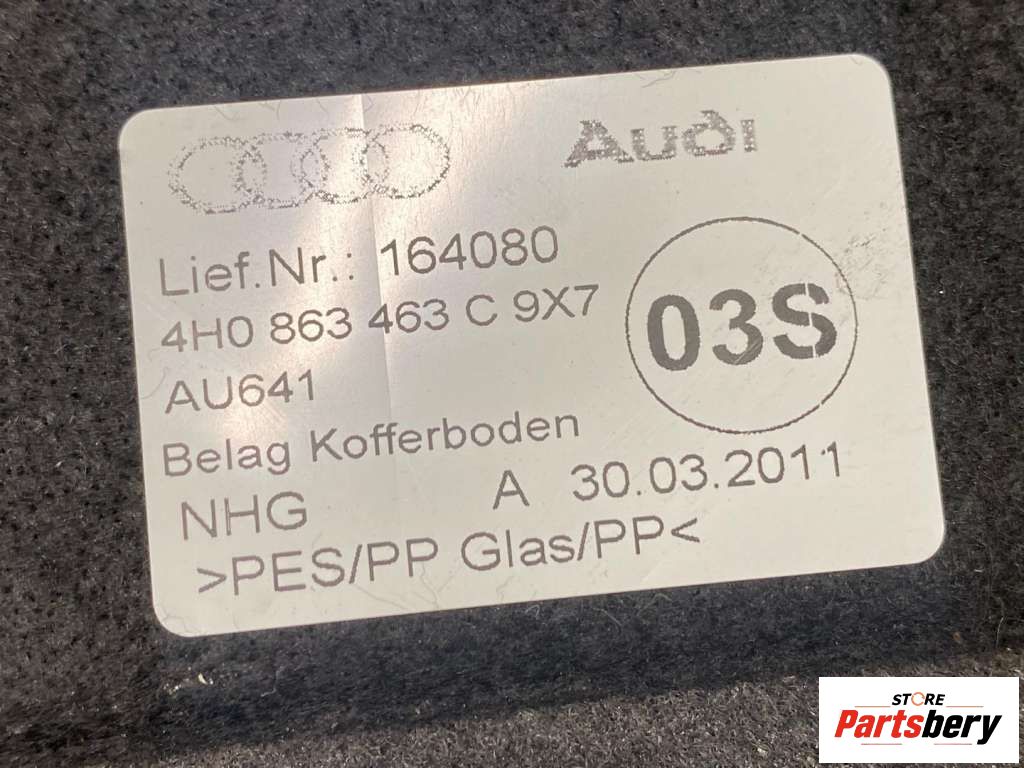 Audi
Lief.Nr.: 164080
4H0 863 463 C 9X7
03S
AU641
Belag Kofferboden
NHG A 30.03.2011
>PES/PP Glas/PP<
STORE
Partsbery